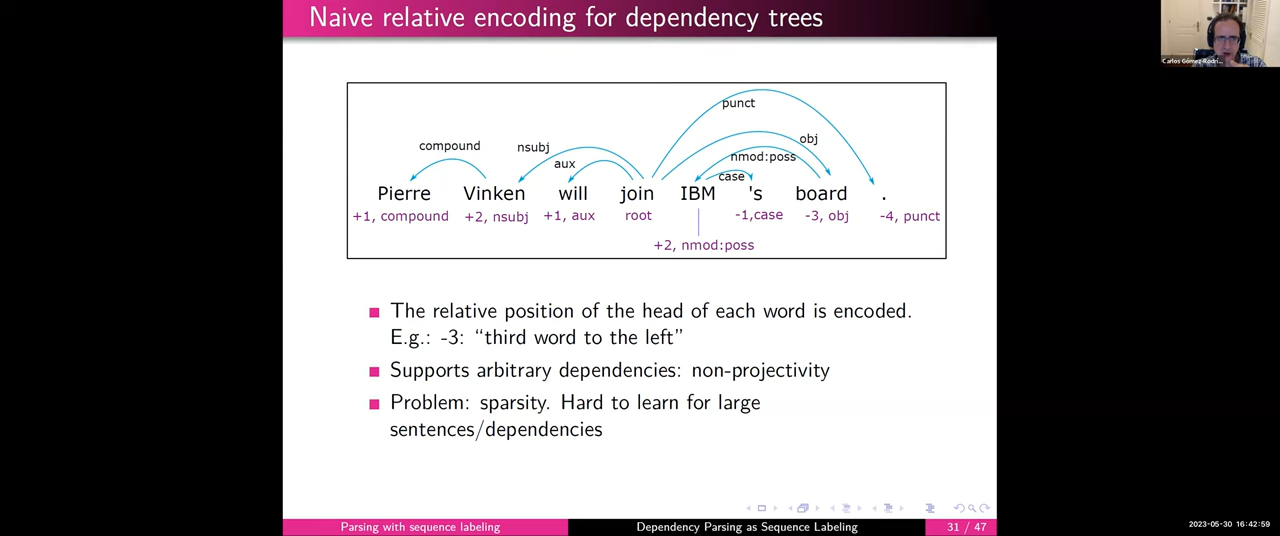 Naive relative encoding for dependency trees
Carlos Gómez-Rodrí...
punct
obj
compound
nsubj
nmod:poss
aux
case
Pierre Vinken will join IBM 's board .
+1, compound +2, nsubj +1, aux root -1,case -3, obj -4, punct
+2, nmod:poss
The relative position of the head of each word is encoded.
E.g.: -3: “third word to the left”
Supports arbitrary dependencies: non-projectivity
Problem: sparsity. Hard to learn for large
sentences/dependencies
Parsing with sequence labeling Dependency Parsing as Sequence Labeling 31 / 47
2023-05-30 16:42:59